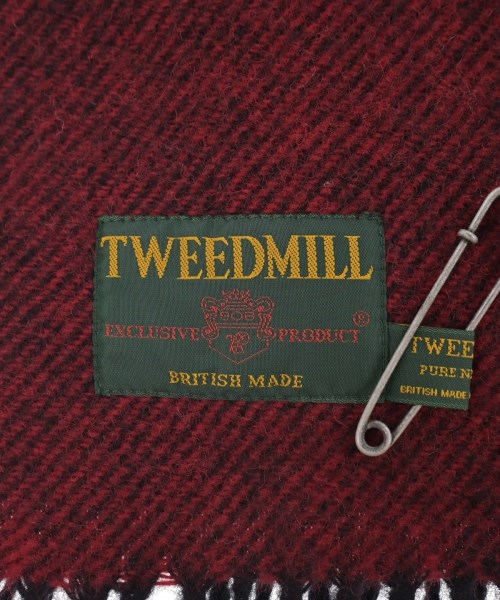 TWEEDMILL
EXCLUSIVE PRODUCT ®
BRITISH MADE
TWEE
PURE N
BRITISH MADE